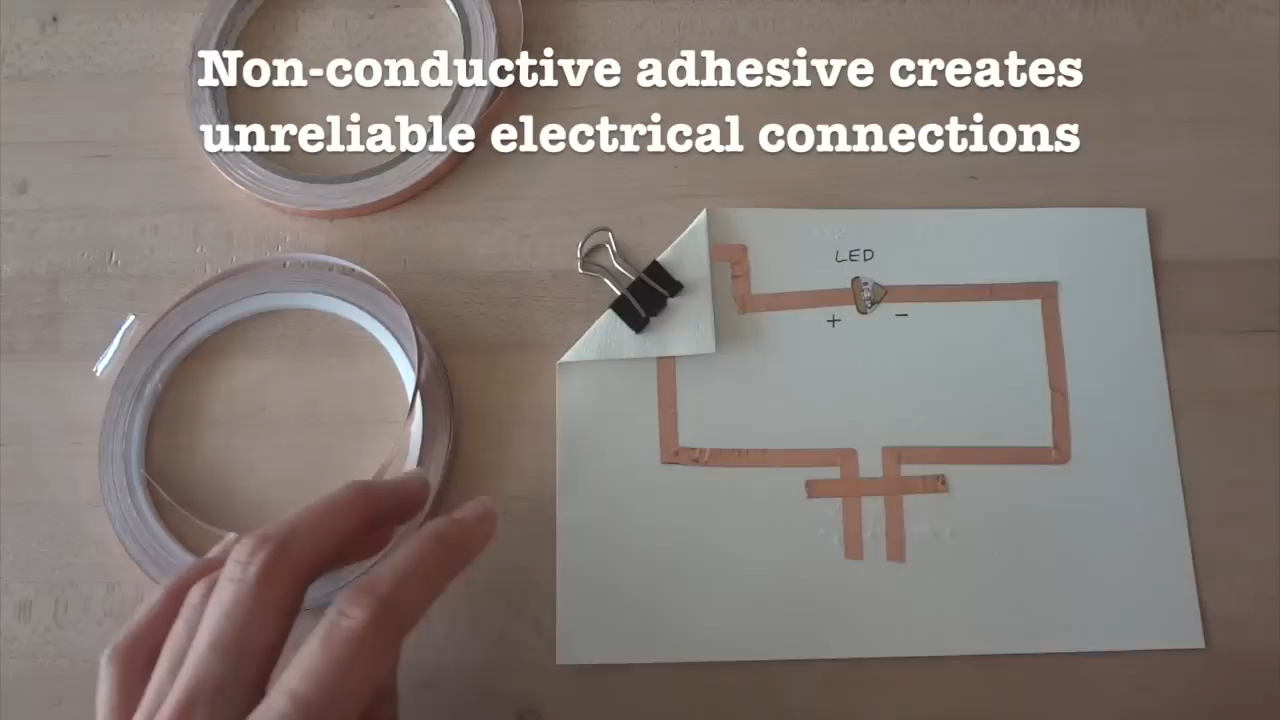 Non-conductive adhesive creates
unreliable electrical connections
LED
+ −